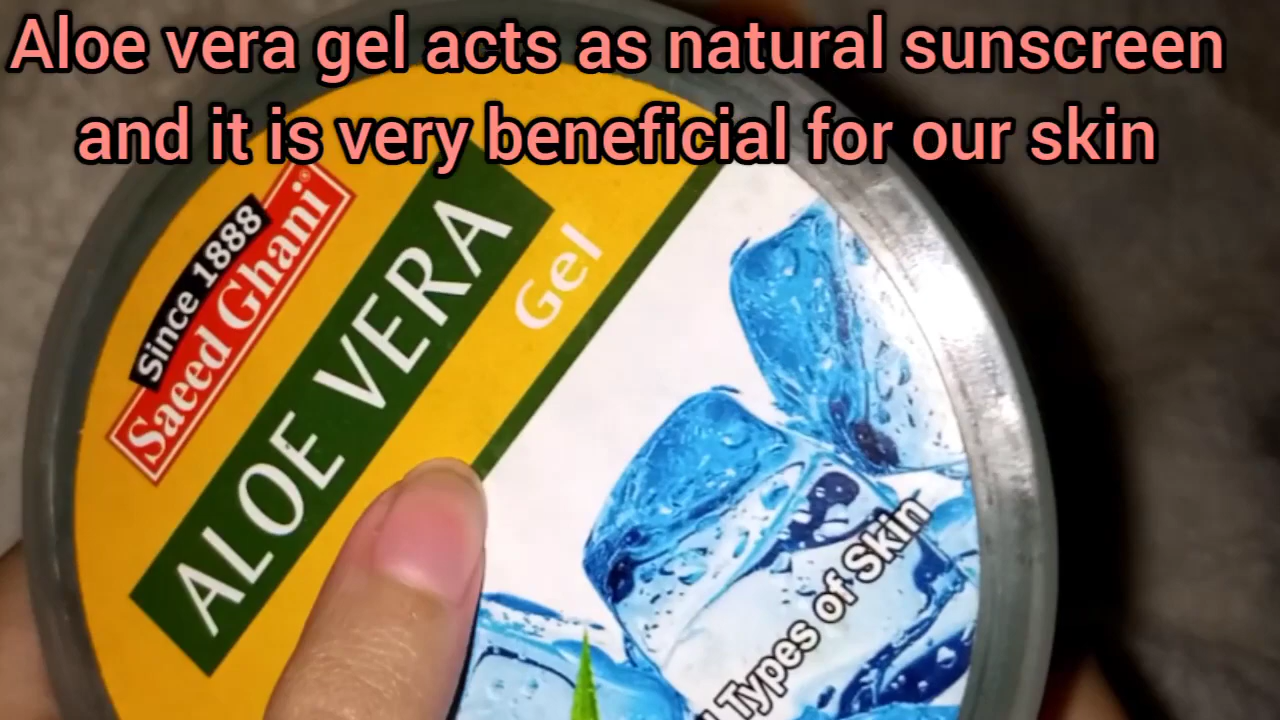 Aloe vera gel acts as natural sunscreen
and it is very beneficial for our skin
Since 1888
Saeed Ghani®
ALOE VERA
Gel
Types of Skin